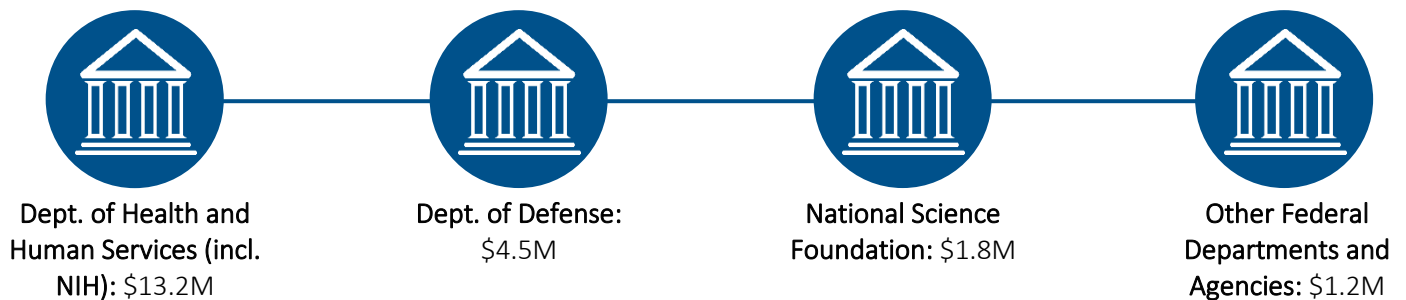 Dept. of Health and
Human Services (incl.
NIH): $13.2M
Dept. of Defense:
$4.5M
National Science
Foundation: $1.8M
Other Federal
Departments and
Agencies: $1.2M